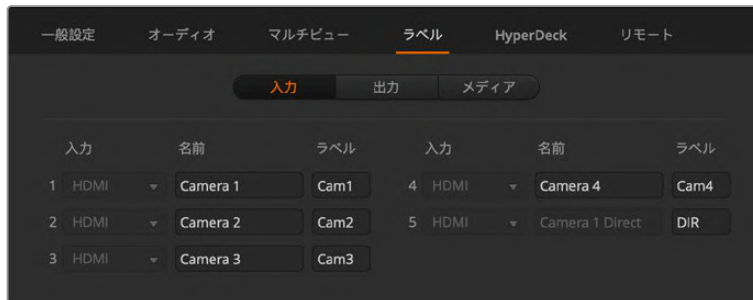 一般設定 オーディオ マルチビュー ラベル HyperDeck リモート
入力 出力 メディア
入力 名前 ラベル 入力 名前 ラベル
1 HDMI Camera 1 Cam1 4 HDMI Camera 4 Cam4
2 HDMI Camera 2 Cam2 5 HDMI Camera 1 Direct DIR
3 HDMI Camera 3 Cam3